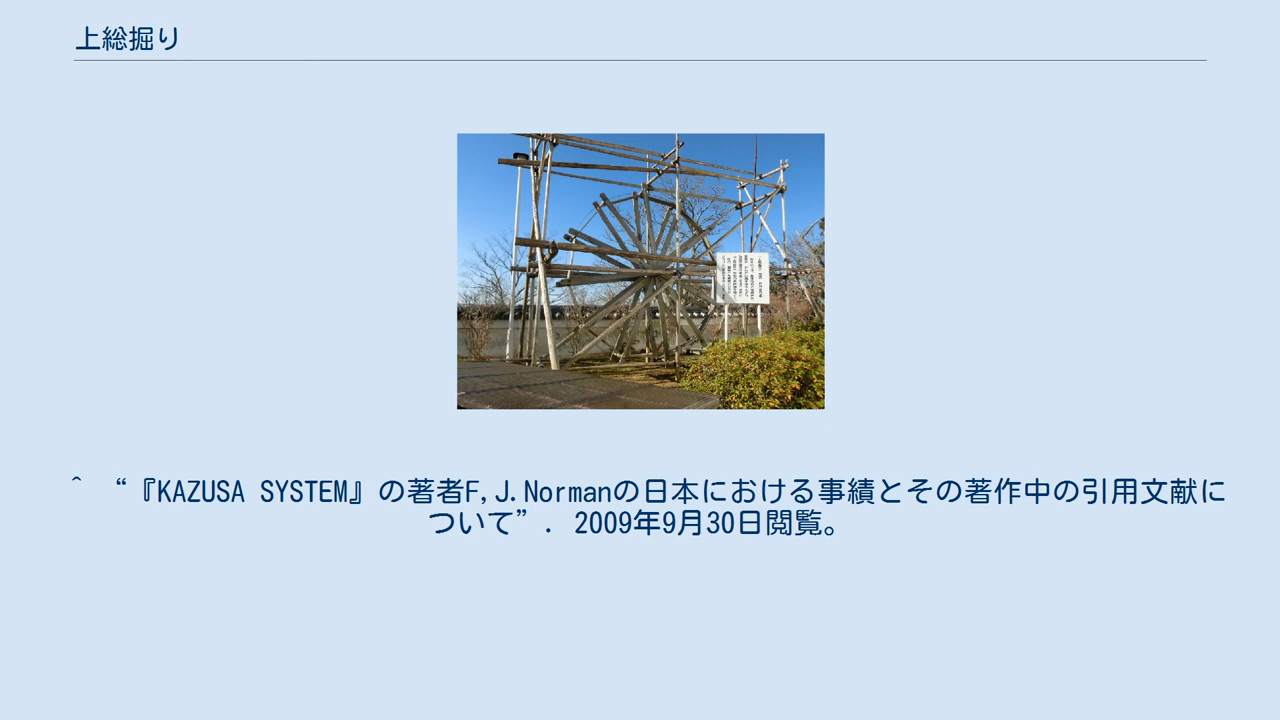 上総掘り
^ “『KAZUSA SYSTEM』の著者F,J.Normanの日本における事績とその著作中の引用文献に
ついて”. 2009年9月30日閲覧。